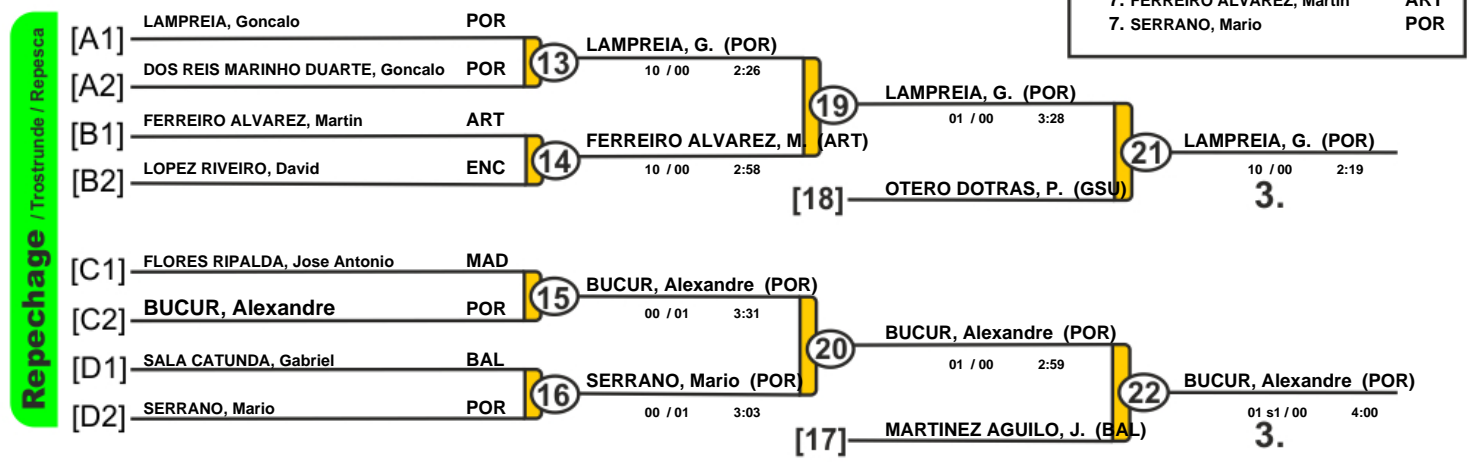 7. FERREIRO ALVAREZ, Martin ART
7. SERRANO, Mario POR
Repechage / Trostrunde / Repesca
[A1] LAMPREIA, Goncalo POR
[A2] DOS REIS MARINHO DUARTE, Goncalo POR
13
LAMPREIA, G. (POR)
10 / 00 2:26
[B1] FERREIRO ALVAREZ, Martin ART
[B2] LOPEZ RIVEIRO, David ENC
14
FERREIRO ALVAREZ, M. (ART)
10 / 00 2:58
19
LAMPREIA, G. (POR)
01 / 00 3:28
[18] OTERO DOTRAS, P. (GSU)
21
LAMPREIA, G. (POR)
10 / 00 2:19
3.
[C1] FLORES RIPALDA, Jose Antonio MAD
[C2] BUCUR, Alexandre POR
15
BUCUR, Alexandre (POR)
00 / 01 3:31
[D1] SALA CATUNDA, Gabriel BAL
[D2] SERRANO, Mario POR
16
SERRANO, Mario (POR)
00 / 01 3:03
20
BUCUR, Alexandre (POR)
01 / 00 2:59
[17] MARTINEZ AGUILO, J. (BAL)
22
BUCUR, Alexandre (POR)
01 s1 / 00 4:00
3.